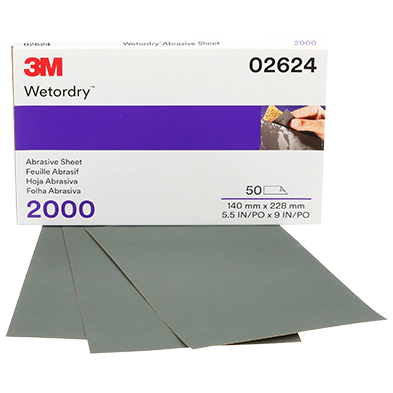 02624 Wetordry™ Abrasive Sheet 2000
3M 02624
Wetordry™
Abrasive Sheet
Feuille Abrasif
Hoja Abrasiva
Folha Abrasiva
50
2000
140 mm x 228 mm
5.5 IN/PO x 9 IN/PO